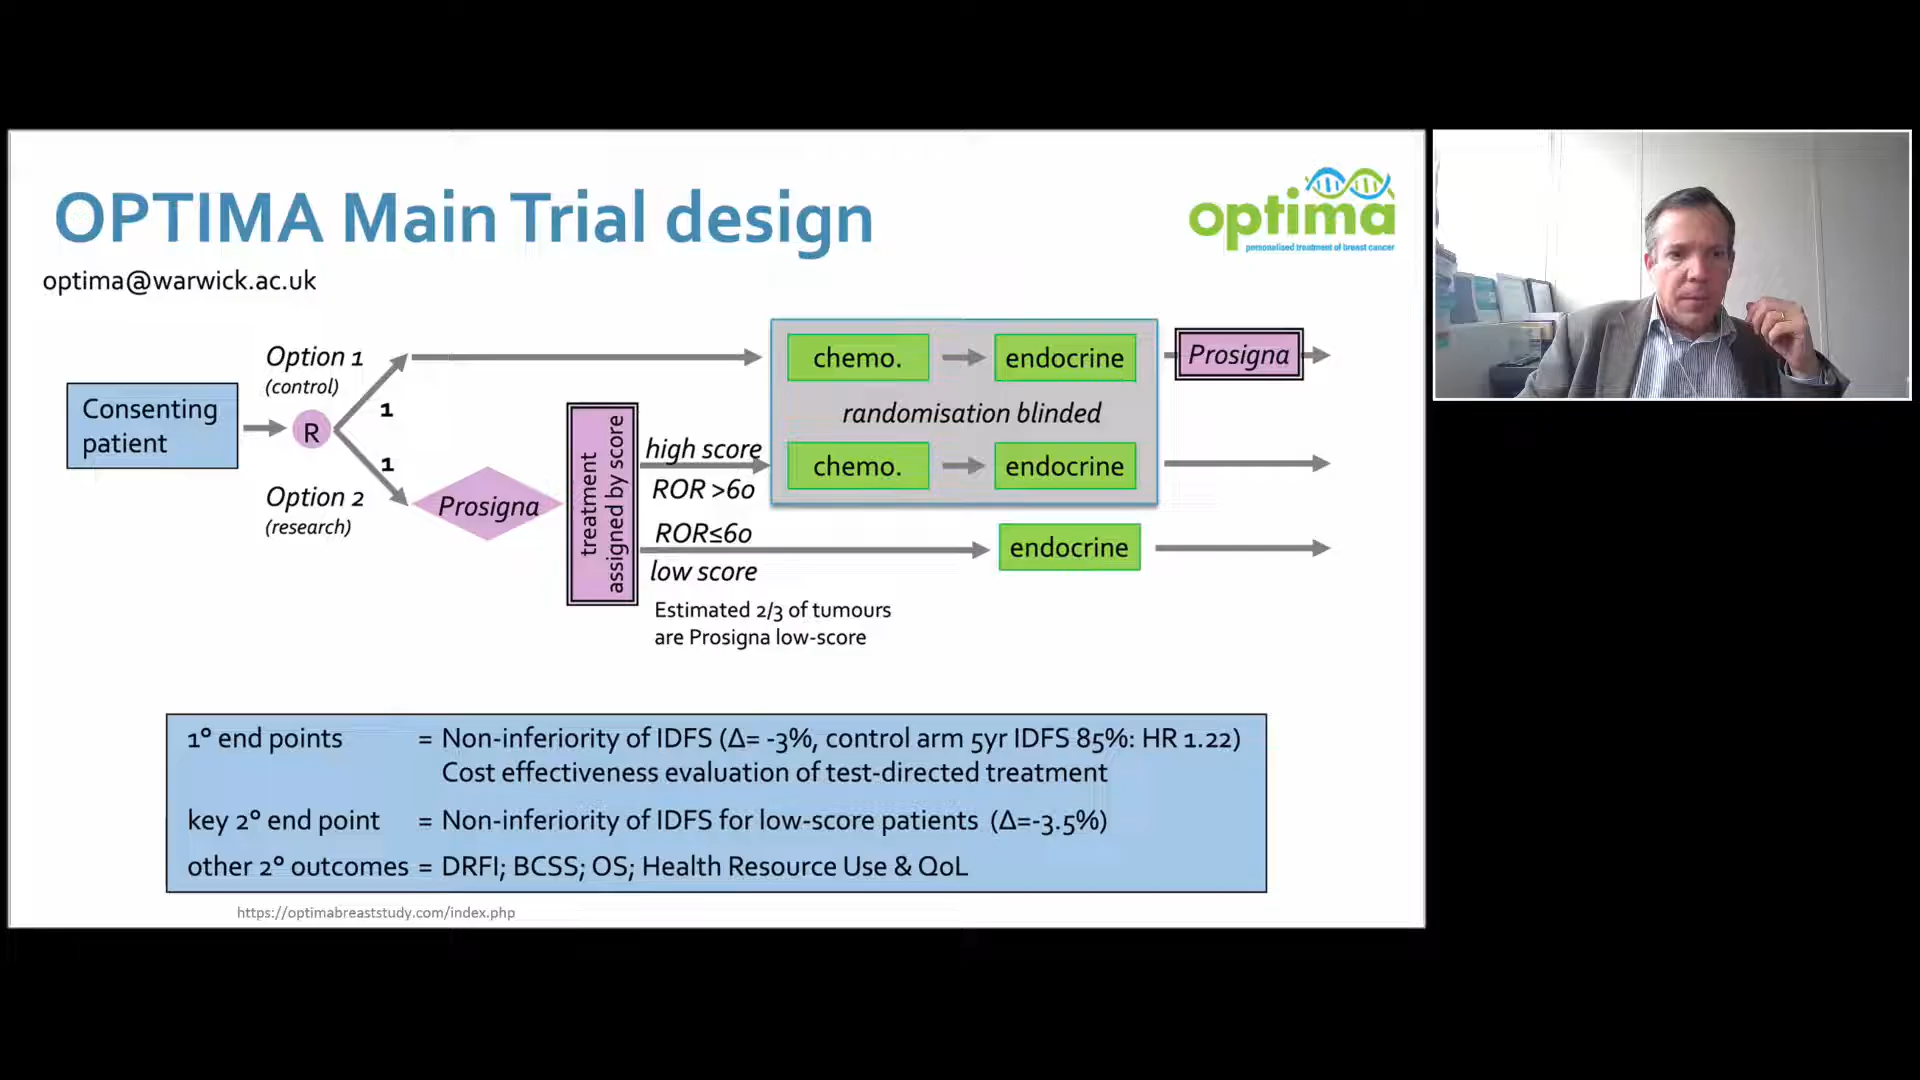 OPTIMA Main Trial design
optima
personalised treatment of breast cancer
optima@warwick.ac.uk
Option 1
(control)
Consenting
patient
R
1
1
Option 2
(research)
Prosigna
treatment
assigned by score
high score
ROR >60
ROR≤60
low score
Estimated 2/3 of tumours
are Prosigna low-score
chemo.
endocrine
randomisation blinded
chemo.
endocrine
endocrine
Prosigna
1° end points = Non-inferiority of IDFS (Δ= -3%, control arm 5yr IDFS 85%: HR 1.22)
Cost effectiveness evaluation of test-directed treatment
key 2° end point = Non-inferiority of IDFS for low-score patients (Δ=-3.5%)
other 2° outcomes = DRFI; BCSS; OS; Health Resource Use & QoL
https://optimabreaststudy.com/index.php